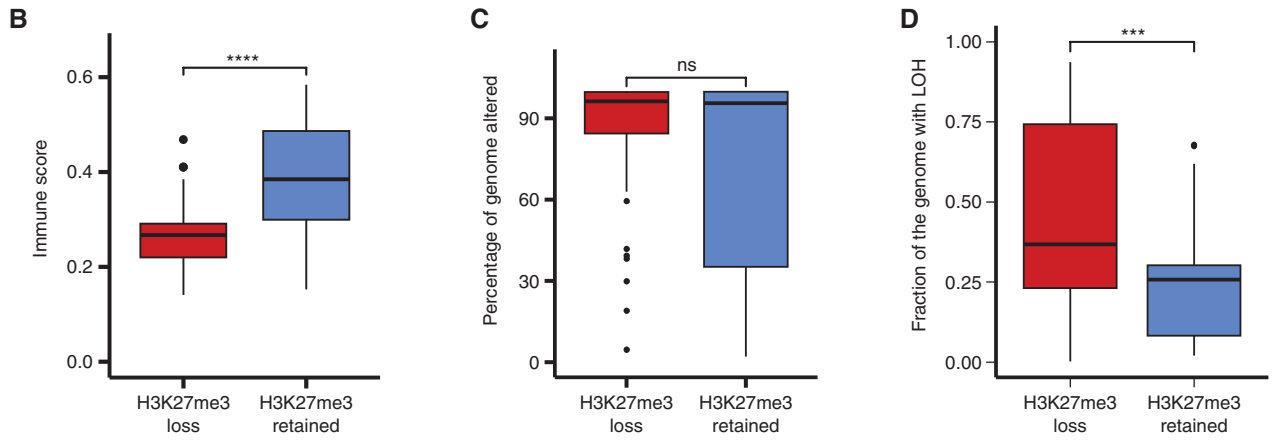 B
Immune score
0.6
0.4
0.2
0.0
****
H3K27me3
loss
H3K27me3
retained
C
Percentage of genome altered
90
60
30
0
ns
H3K27me3
loss
H3K27me3
retained
D
Fraction of the genome with LOH
1.00
0.75
0.50
0.25
0.00
***
H3K27me3
loss
H3K27me3
retained